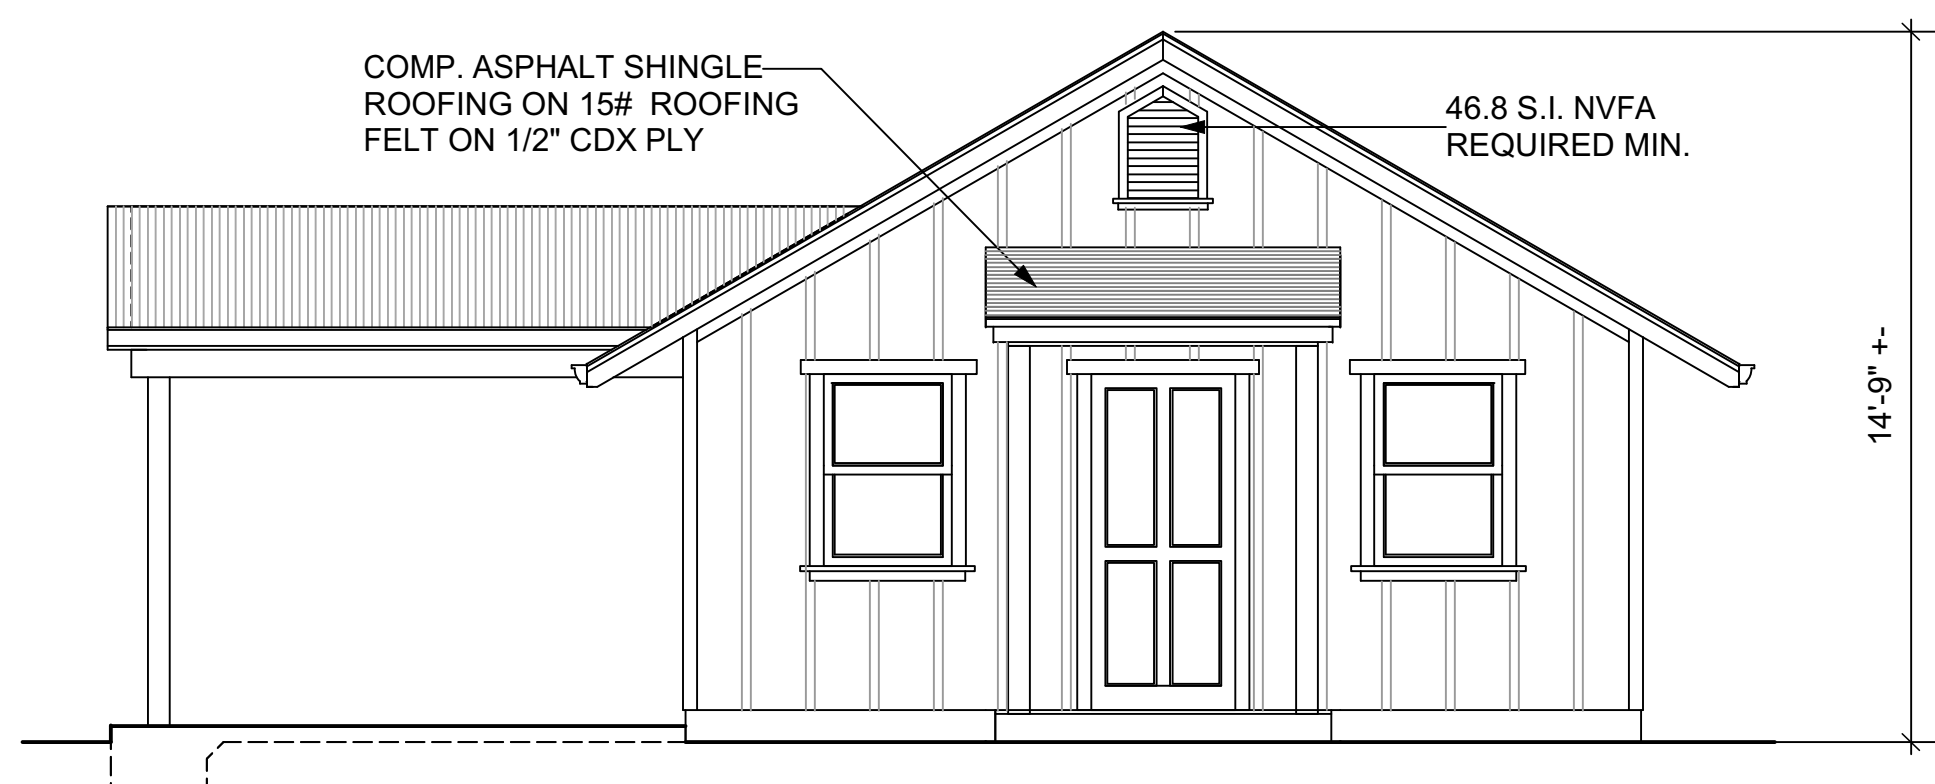 COMP. ASPHALT SHINGLE
ROOFING ON 15# ROOFING
FELT ON 1/2" CDX PLY
46.8 S.I. NVFA
REQUIRED MIN.
14'-9" +-